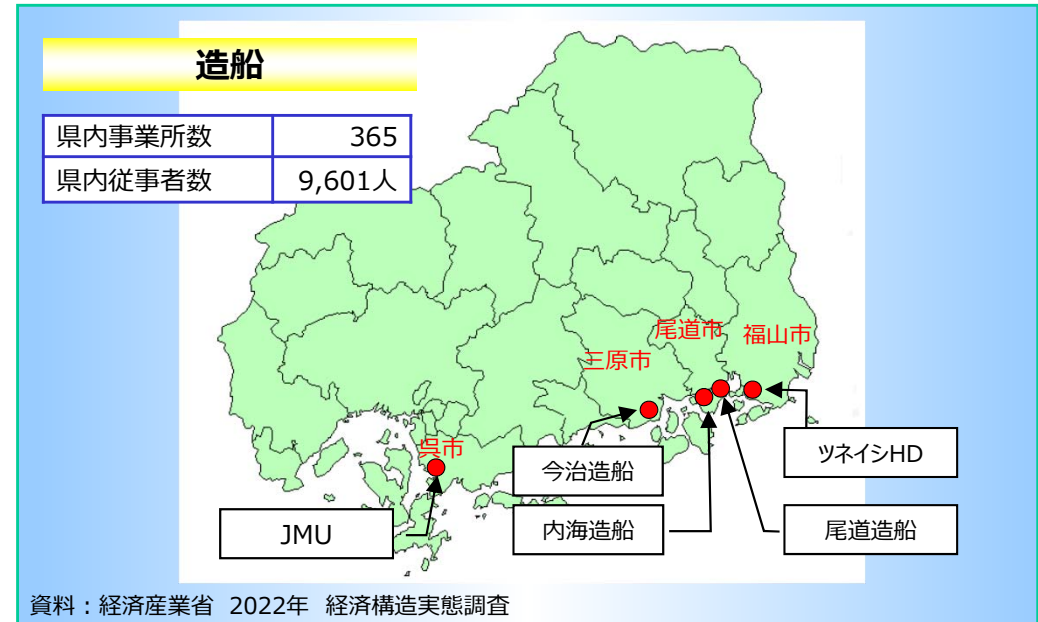 造船
県内事業所数 365
県内従事者数 9,601人
尾道市
福山市
三原市
呉市
ツネイシHD
今治造船
JMU
内海造船
尾道造船
資料：経済産業省 2022年 経済構造実態調査